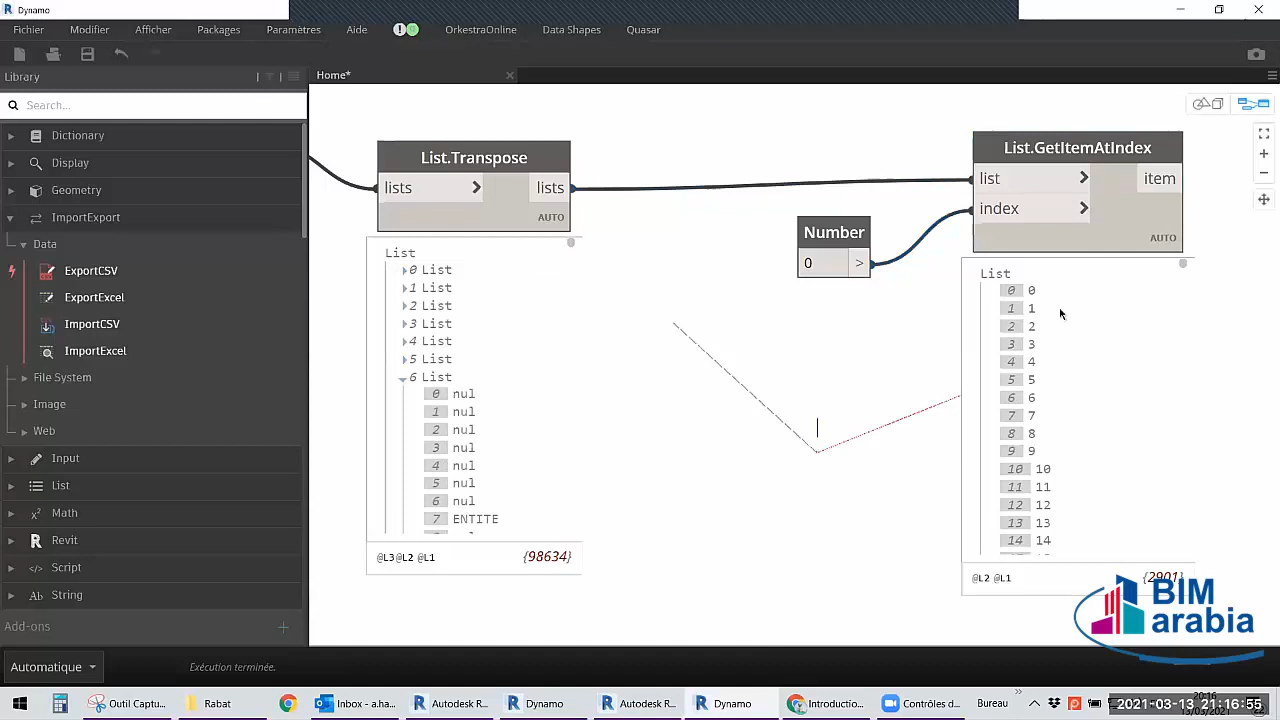 Dynamo
Fichier Modifier Afficher Packages Paramètres Aide ! OrkestraOnline Data Shapes Quasar
Library
Home*
Search...
Dictionary
Display
Geometry
ImportExport
Data
ExportCSV
ExportExcel
ImportCSV
ImportExcel
File System
Image
Web
Input
List
Math
Revit
Script
String
Add-ons
Automatique
Exécution terminée.
List.Transpose
lists > lists
AUTO
List
0 List
1 List
2 List
3 List
4 List
5 List
6 List
0 nul
1 nul
2 nul
3 nul
4 nul
5 nul
6 nul
7 ENTITE
@L3 @L2 @L1 {98634}
Number
0 >
List.GetItemAtIndex
list > item
index >
AUTO
List
0 0
1 1
2 2
3 3
4 4
5 5
6 6
7 7
8 8
9 9
10 10
11 11
12 12
13 13
14 14
@L2 @L1 {2901}
BIM
arabia
Outil Captu... Rabat Inbox - Jha... Autodesk R... Dynamo Autodesk R... Dynamo Introductio... Contrôles d... Bureau
20:16
2021-03-13 21:16:55